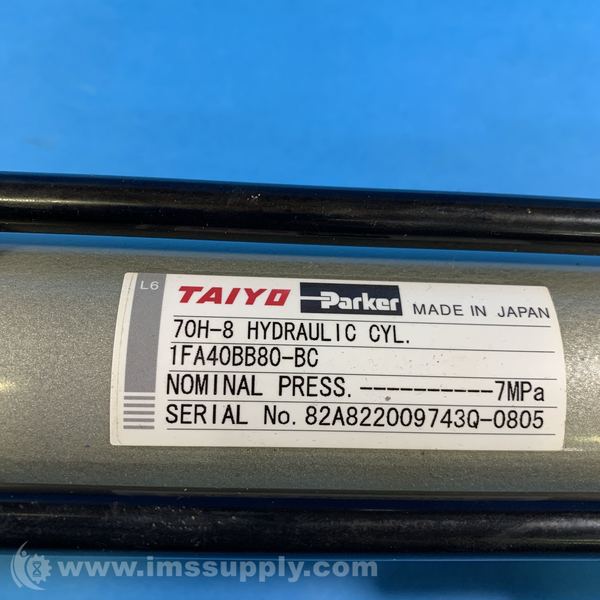 L6
TAIYO Parker MADE IN JAPAN
70H-8 HYDRAULIC CYL.
1FA40BB80-BC
NOMINAL PRESS. -----------7MPa
SERIAL No. 82A822009743Q-0805
www.imssupply.com